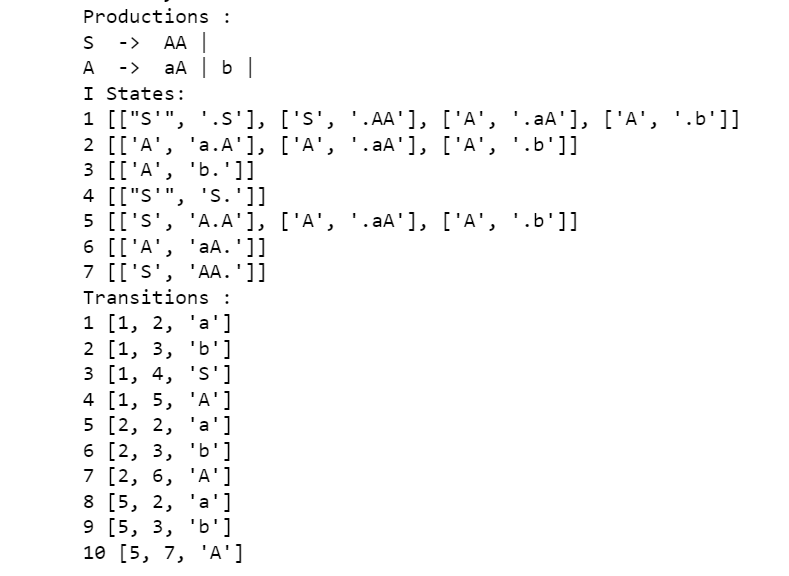 Productions :
S -> AA |
A -> aA | b |
I States:
1 [["S'", '.S'], ['S', '.AA'], ['A', '.aA'], ['A', '.b']]
2 [['A', 'a.A'], ['A', '.aA'], ['A', '.b']]
3 [['A', 'b.']]
4 [["S'", 'S.']]
5 [['S', 'A.A'], ['A', '.aA'], ['A', '.b']]
6 [['A', 'aA.']]
7 [['S', 'AA.']]
Transitions :
1 [1, 2, 'a']
2 [1, 3, 'b']
3 [1, 4, 'S']
4 [1, 5, 'A']
5 [2, 2, 'a']
6 [2, 3, 'b']
7 [2, 6, 'A']
8 [5, 2, 'a']
9 [5, 3, 'b']
10 [5, 7, 'A']